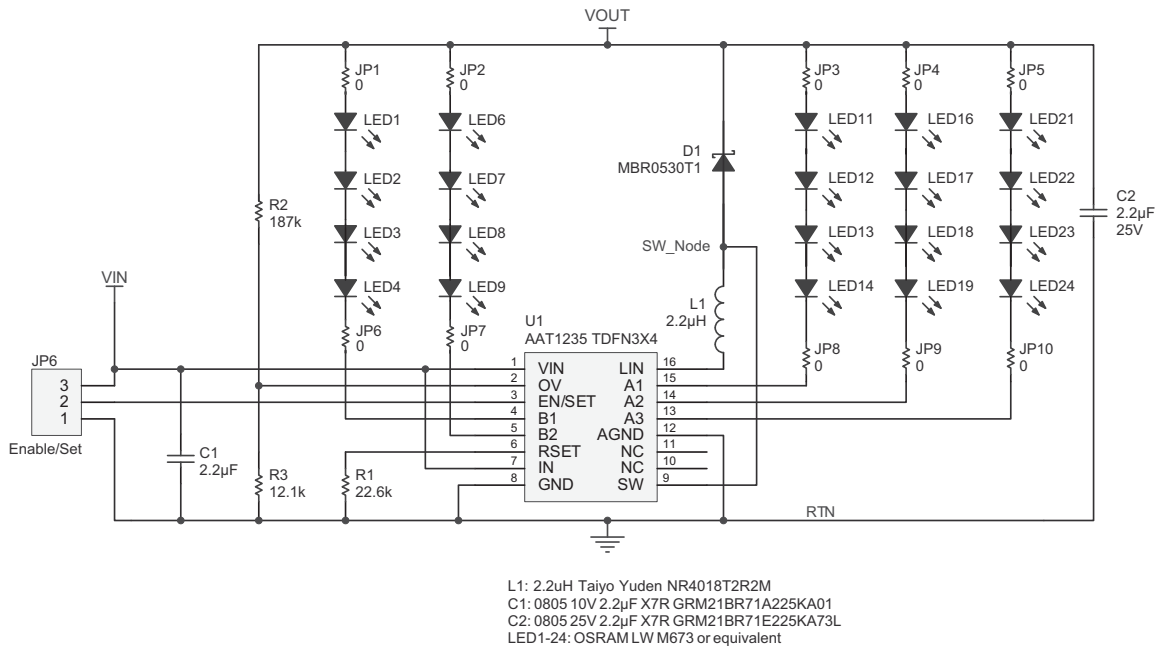 VOUT
JP1
0
JP2
0
JP3
0
JP4
0
JP5
0
LED1
LED6
LED11
LED16
LED21
D1
MBR0530T1
LED2
LED7
LED12
LED17
LED22
R2
187k
C2
2.2µF
25V
LED3
LED8
LED13
LED18
LED23
SW_Node
VIN
LED4
LED9
LED14
LED19
LED24
L1
2.2µH
JP6
0
JP7
0
U1
AAT1235 TDFN3X4
JP8
0
JP9
0
JP10
0
JP6
3
2
1
Enable/Set
1 VIN LIN 16
2 OV A1 15
3 EN/SET A2 14
4 B1 A3 13
5 B2 AGND 12
6 RSET NC 11
7 IN NC 10
8 GND SW 9
C1
2.2µF
R3
12.1k
R1
22.6k
RTN
L1: 2.2uH Taiyo Yuden NR4018T2R2M
C1: 0805 10V 2.2µF X7R GRM21BR71A225KA01
C2: 0805 25V 2.2µF X7R GRM21BR71E225KA73L
LED1-24: OSRAM LW M673 or equivalent